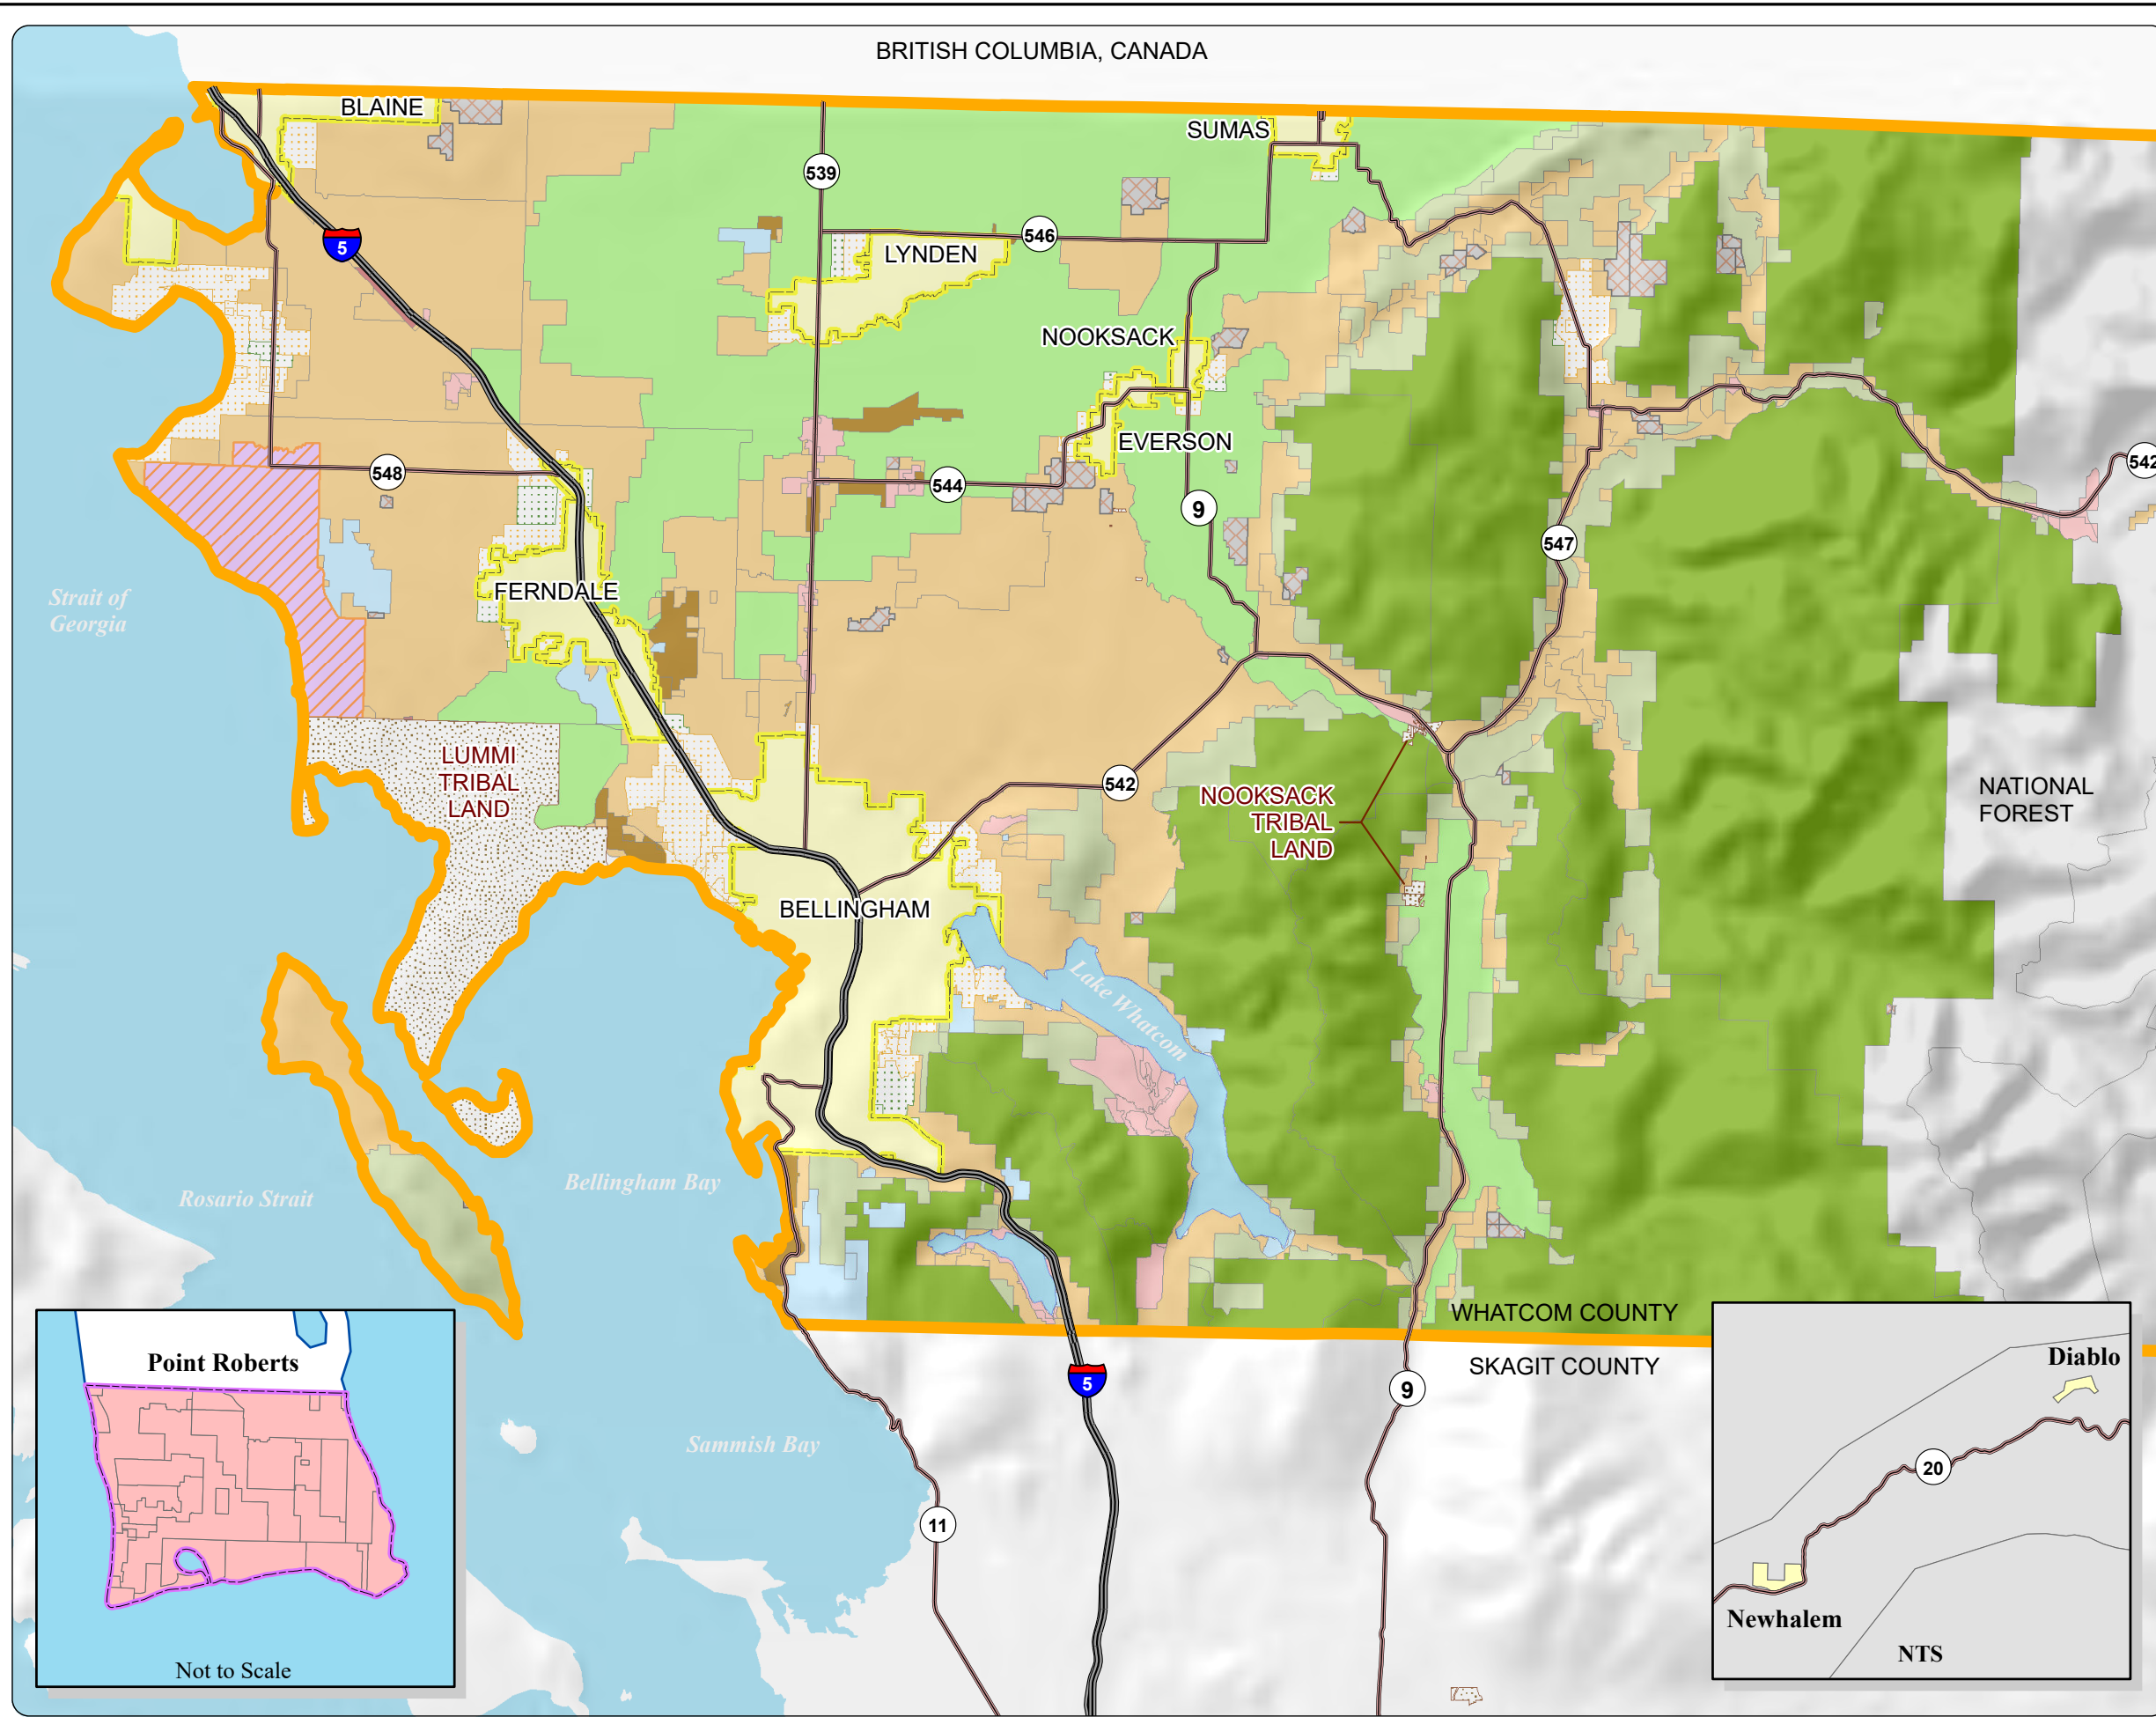 BRITISH COLUMBIA, CANADA
BLAINE
SUMAS
539
5
546
LYNDEN
NOOKSACK
EVERSON
548
544
542
9
547
FERNDALE
Strait of
Georgia
LUMMI
TRIBAL
LAND
542
NOOKSACK
TRIBAL
LAND
NATIONAL
FOREST
BELLINGHAM
Lake Whatcom
Bellingham Bay
Rosario Strait
WHATCOM COUNTY
SKAGIT COUNTY
5
9
Sammish Bay
11
Point Roberts
Not to Scale
Diablo
20
Newhalem
NTS